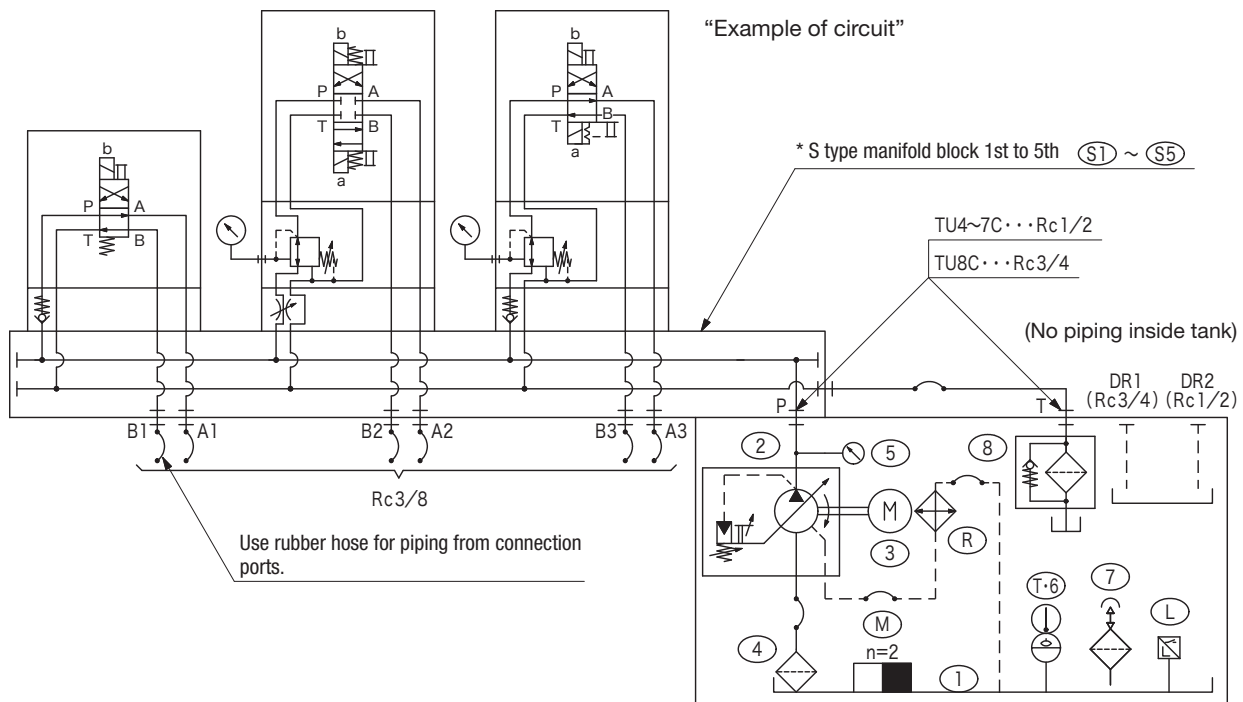 “Example of circuit”
b
P A
T B
b
P A
T B
a
b
P A
T B
a
* S type manifold block 1st to 5th S1 ~ S5
TU4~7C···Rc1/2
TU8C···Rc3/4
(No piping inside tank)
DR1 DR2
(Rc3/4) (Rc1/2)
P T
B1 A1 B2 A2 B3 A3
Rc3/8
Use rubber hose for piping from connection
ports.
2 5 8
M
3 R
T·6 7 L
M
4 n=2 1